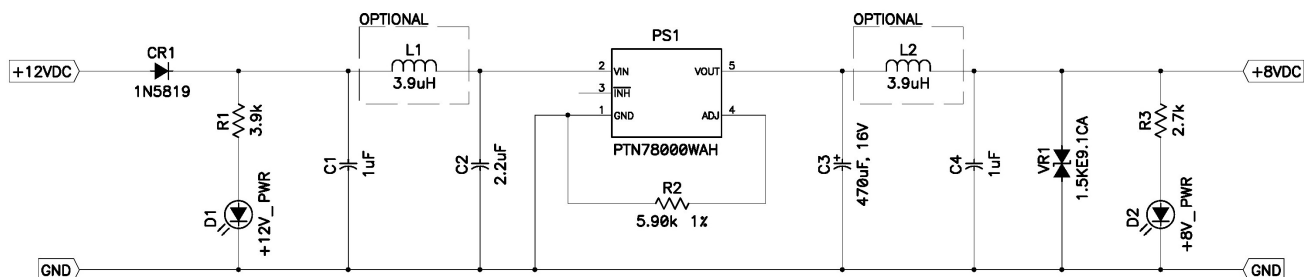 OPTIONAL
OPTIONAL
PS1
CR1
L1
L2
+12VDC
2 VIN
VOUT 5
+8VDC
1N5819
3.9uH
3 INH
3.9uH
1 GND
ADJ 4
R1
3.9k
R3
2.7k
PTN78000WAH
C1
1uF
C2
2.2uF
C3
+
470uF, 16V
C4
1uF
VR1
1.5KE9.1CA
R2
5.90k 1%
D1
+12V_PWR
D2
+8V_PWR
GND
GND